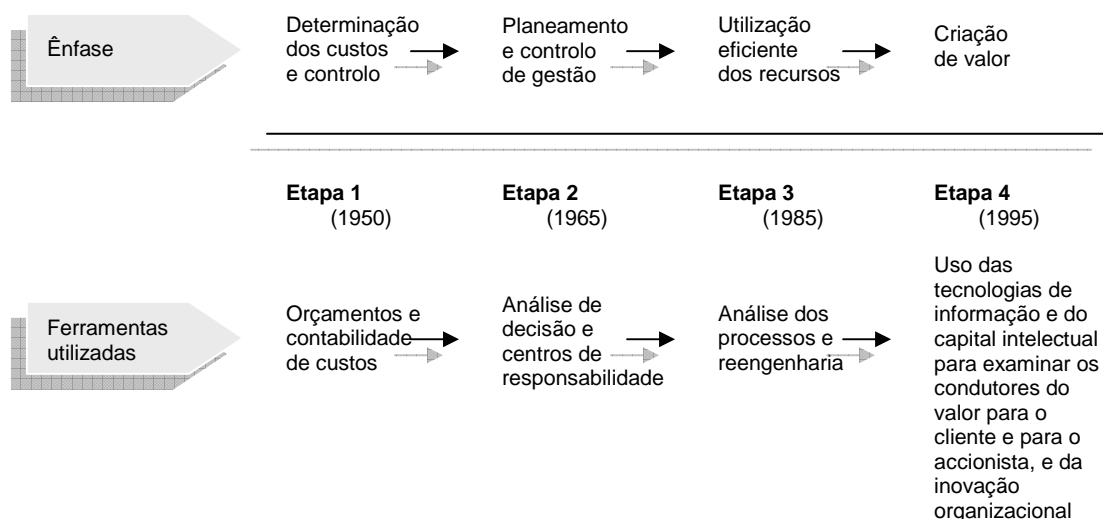 Ênfase
Determinação
dos custos
e controlo
Planeamento
e controlo
de gestão
Utilização
eficiente
dos recursos
Criação
de valor
Etapa 1
(1950)
Etapa 2
(1965)
Etapa 3
(1985)
Etapa 4
(1995)
Ferramentas
utilizadas
Orçamentos e
contabilidade
de custos
Análise de
decisão e
centros de
responsabilidade
Análise dos
processos e
reengenharia
Uso das
tecnologias de
informação e do
capital intelectual
para examinar os
condutores do
valor para o
cliente e para o
accionista, e da
inovação
organizacional